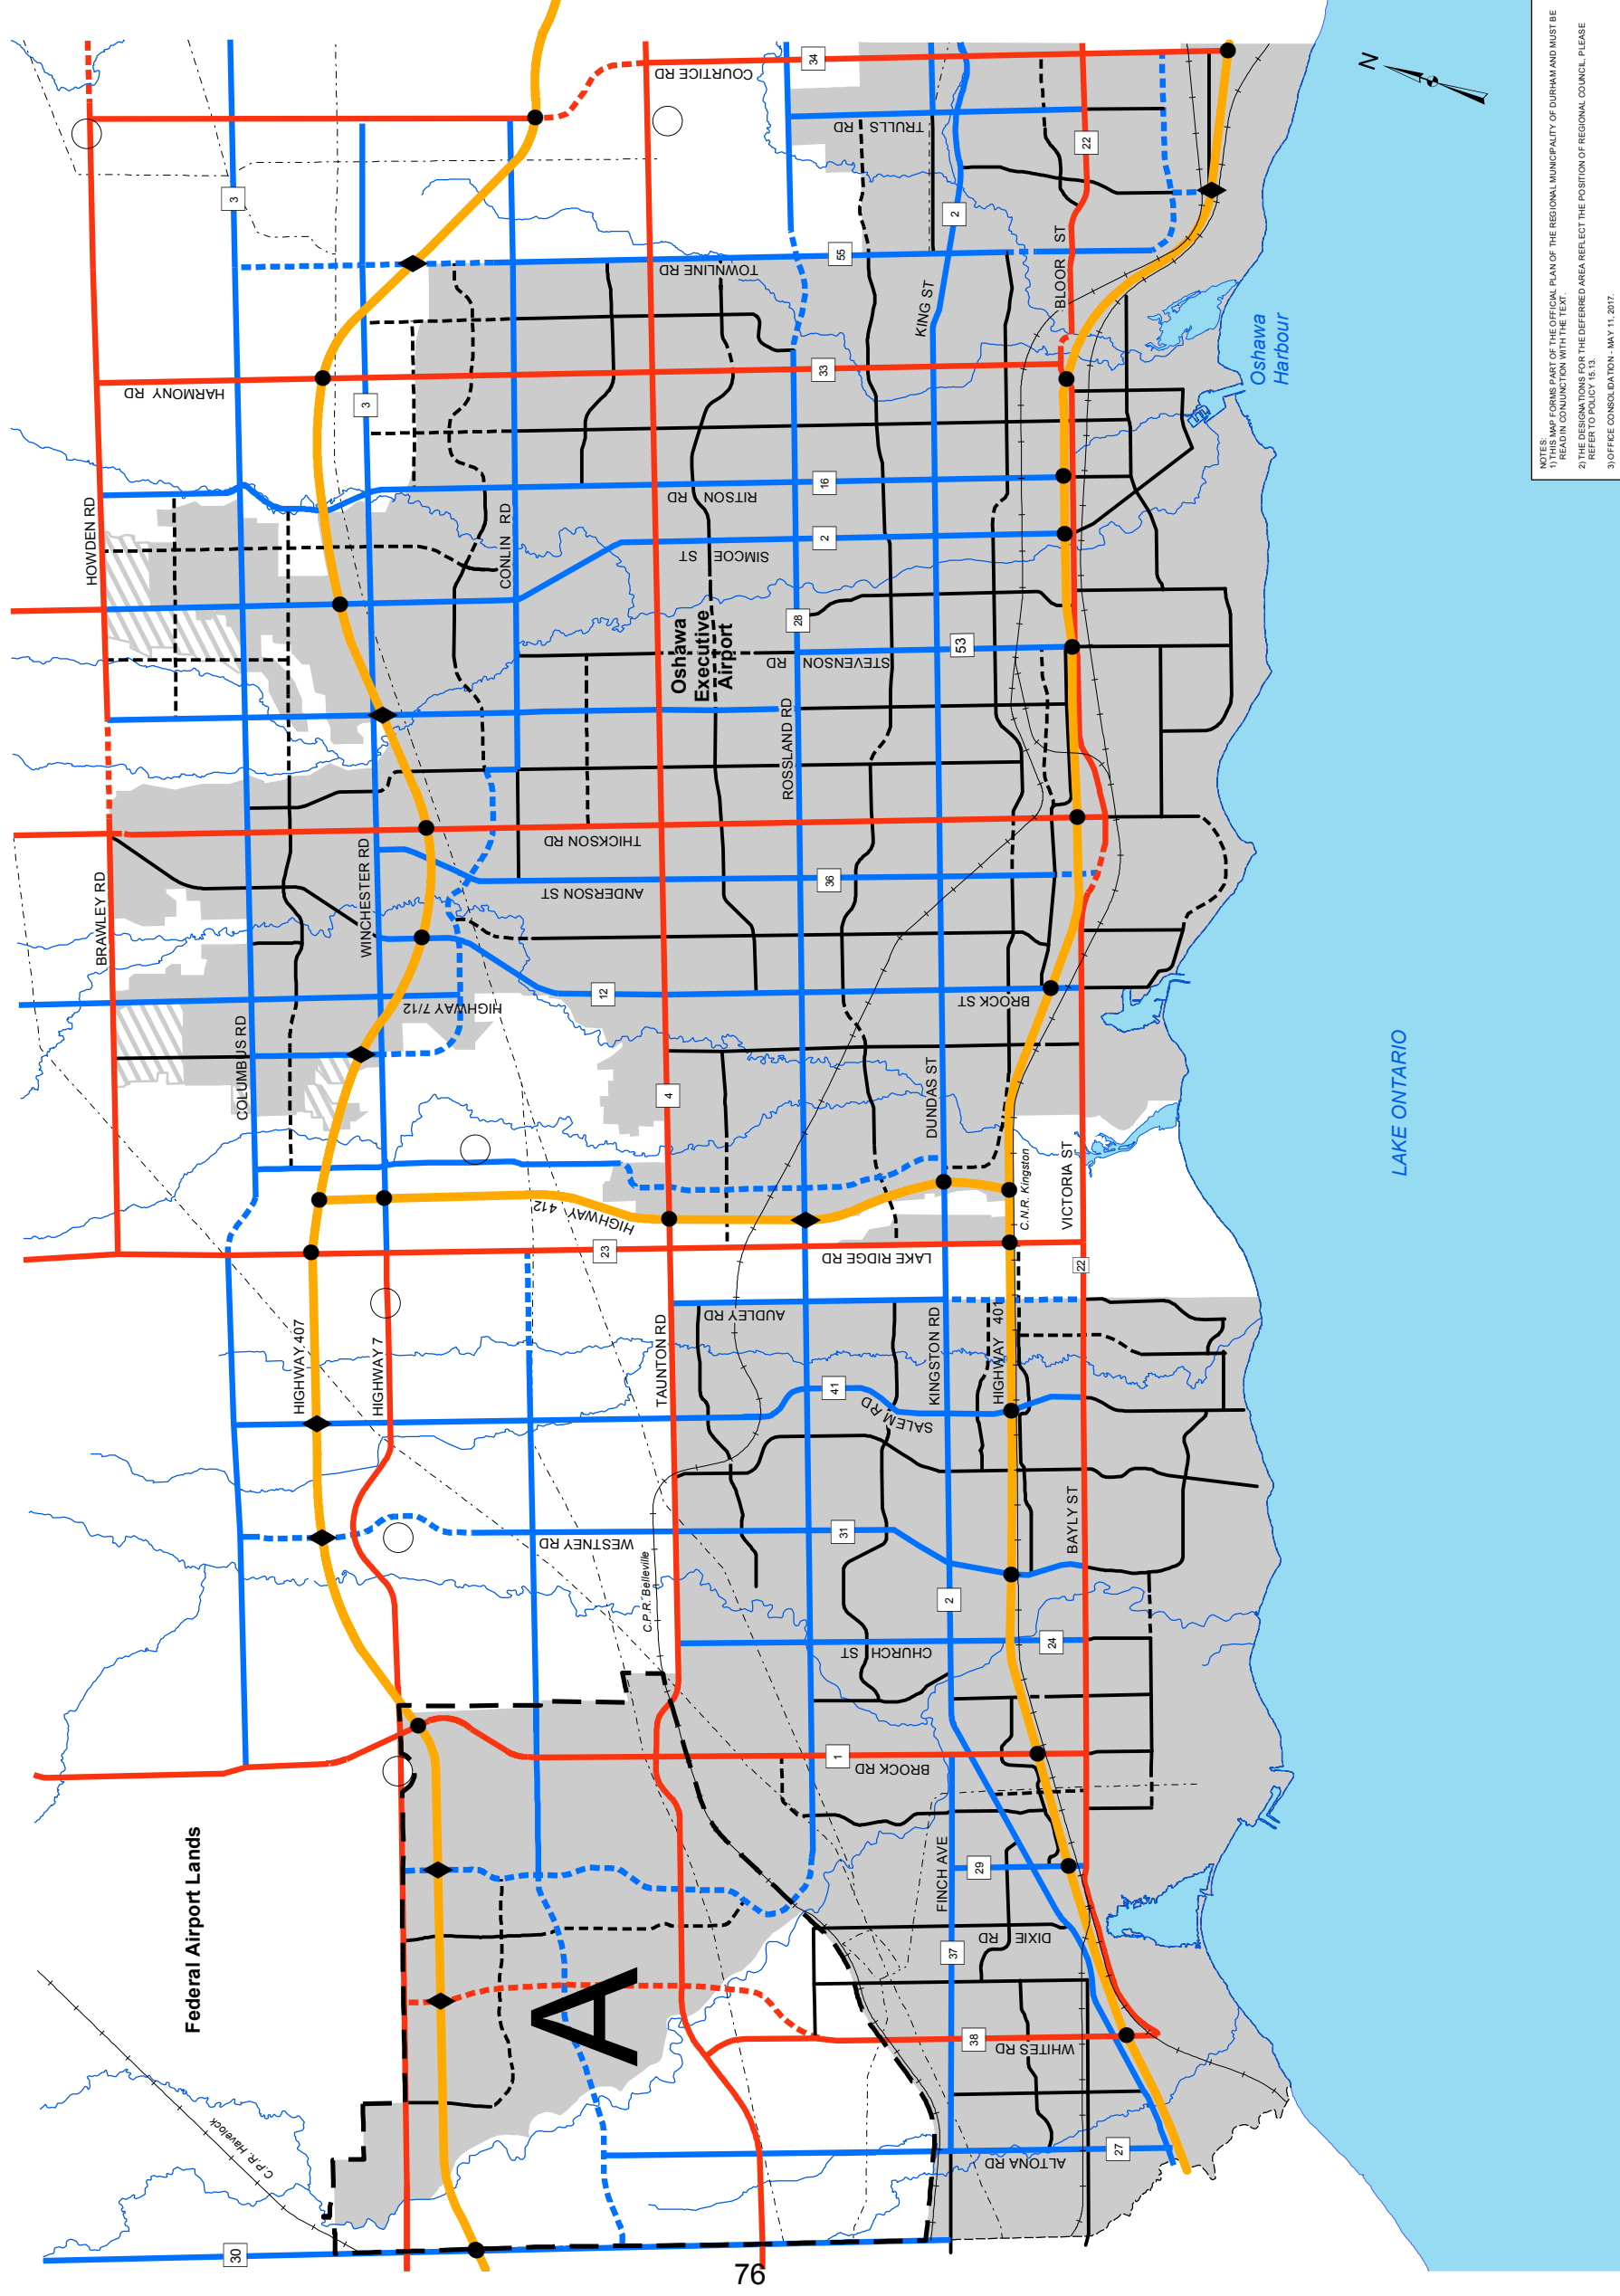 HOWDEN RD
BRAWLEY RD
COLUMBUS RD
WINCHESTER RD
HIGHWAY 407
HIGHWAY 7
CONLIN RD
TAUNTON RD
ROSSLAND RD
KING ST
DUNDAS ST
KINGSTON RD
FINCH AVE
HIGHWAY 401
BLOOR ST
VICTORIA ST
BAYLY ST
C.N.R. Kingston
C.P.R. Belleville
C.P.R. Havelock
COURTICE RD
TRULLS RD
TOWNLINE RD
HARMONY RD
RITSON RD
SIMCOE ST
STEVENSON RD
THICKSON RD
ANDERSON ST
HIGHWAY 7/12
BROCK ST
HIGHWAY 412
LAKE RIDGE RD
AUDLEY RD
SALEM RD
WESTNEY RD
CHURCH ST
BROCK RD
DIXIE RD
WHITES RD
ALTONA RD
Oshawa
Executive
Airport
Federal Airport Lands
A
Oshawa
Harbour
LAKE ONTARIO
N
34
3
22
2
55
33
3
16
2
28
53
36
12
4
23
22
41
31
2
24
1
29
37
38
27
30
NOTES:
1) THIS MAP FORMS PART OF THE OFFICIAL PLAN OF THE REGIONAL MUNICIPALITY OF DURHAM AND MUST BE
READ IN CONJUNCTION WITH THE TEXT.
2) THE DESIGNATIONS FOR THE DEFERRED AREA REFLECT THE POSITION OF REGIONAL COUNCIL, PLEASE
REFER TO POLICY 15.13.
3) OFFICE CONSOLIDATION - MAY 11, 2017.
76